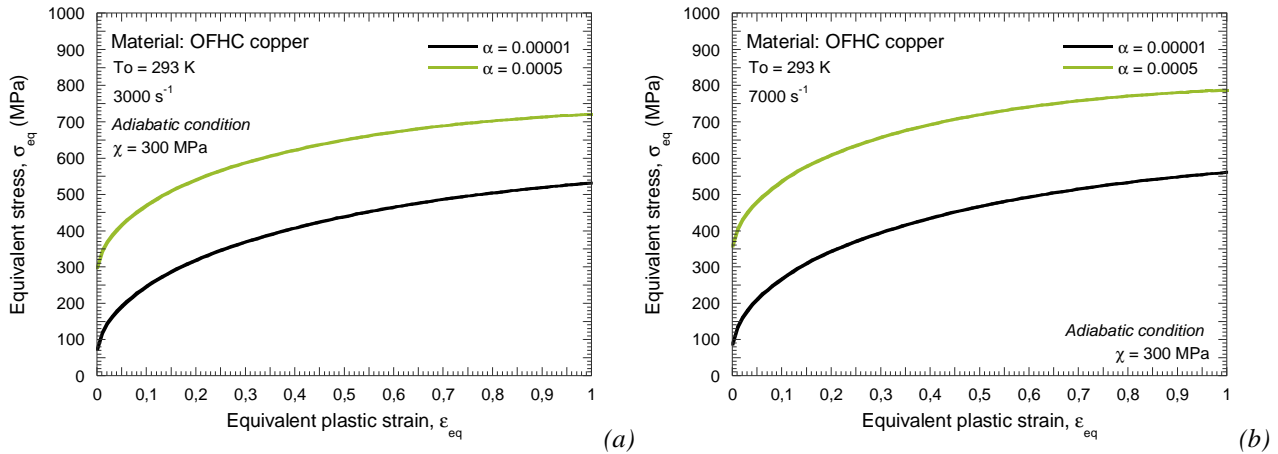 1000
900
800
700
600
500
400
300
200
100
0
Equivalent stress, σeq (MPa)
Material: OFHC copper
To = 293 K
3000 s-1
Adiabatic condition
χ = 300 MPa
α = 0.00001
α = 0.0005
0 0,1 0,2 0,3 0,4 0,5 0,6 0,7 0,8 0,9 1
Equivalent plastic strain, εeq
(a)
1000
900
800
700
600
500
400
300
200
100
0
Equivalent stress, σeq (MPa)
Material: OFHC copper
To = 293 K
7000 s-1
α = 0.00001
α = 0.0005
Adiabatic condition
χ = 300 MPa
0 0,1 0,2 0,3 0,4 0,5 0,6 0,7 0,8 0,9 1
Equivalent plastic strain, εeq
(b)